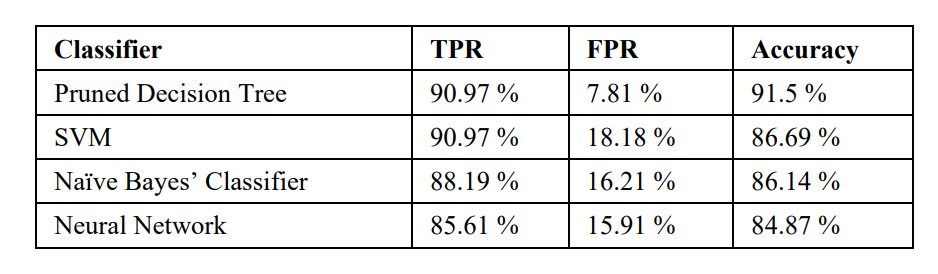 Classifier TPR FPR Accuracy
Pruned Decision Tree 90.97 % 7.81 % 91.5 %
SVM 90.97 % 18.18 % 86.69 %
Naïve Bayes’ Classifier 88.19 % 16.21 % 86.14 %
Neural Network 85.61 % 15.91 % 84.87 %